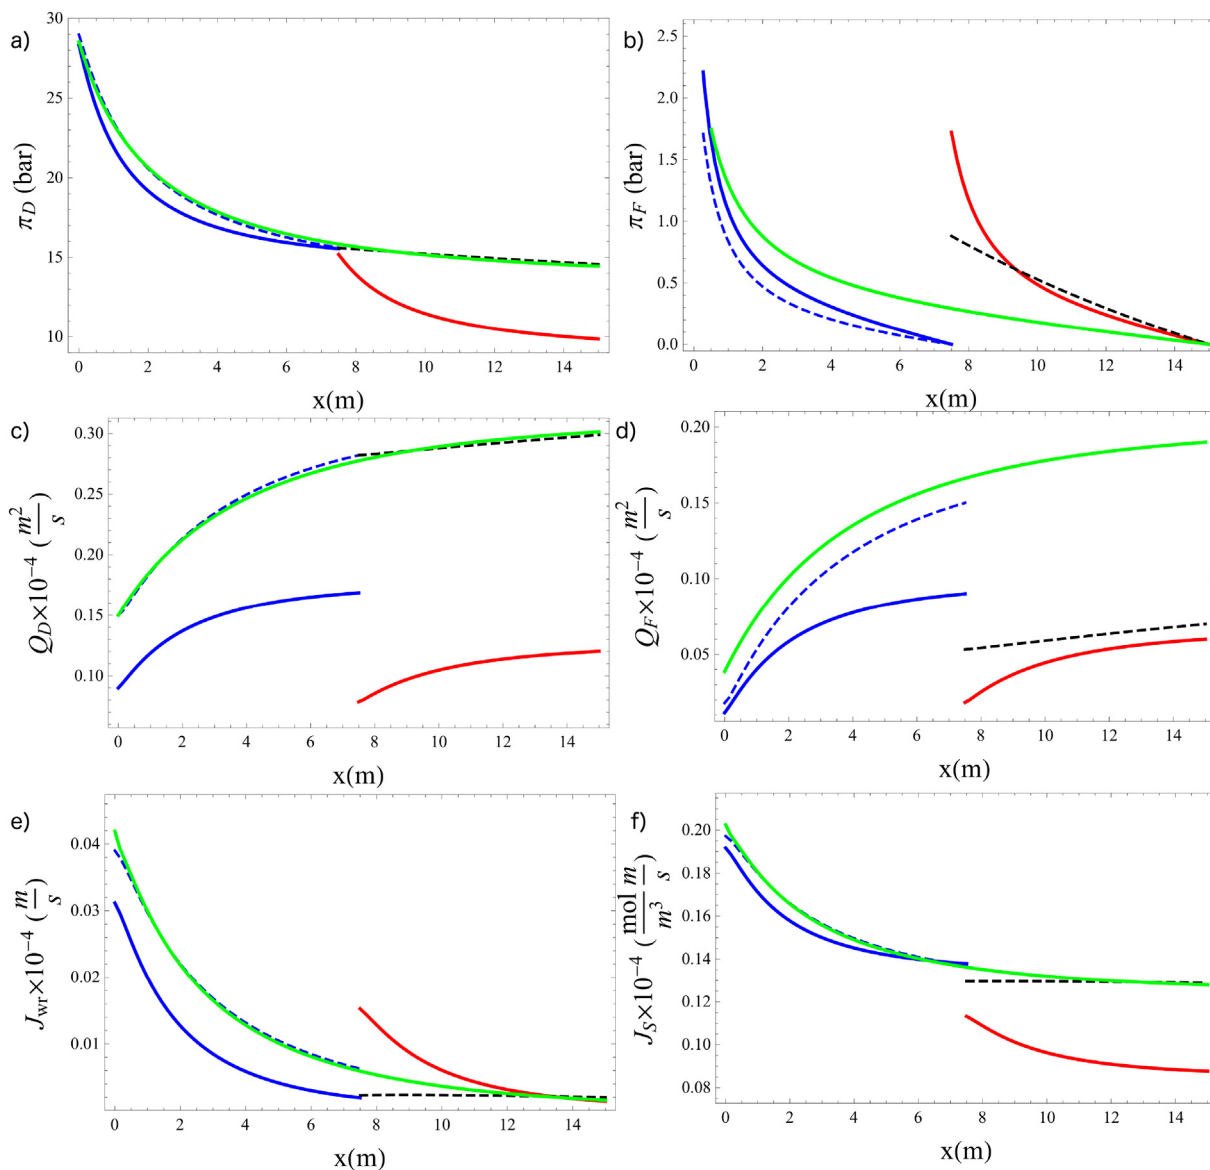 a)
30
25
20
15
10
π_D (bar)
0 2 4 6 8 10 12 14
x(m)
b)
2.5
2.0
1.5
1.0
0.5
0.0
π_F (bar)
0 2 4 6 8 10 12 14
x(m)
c)
0.30
0.25
0.20
0.15
0.10
Q_D×10⁻⁴ (m²/s)
0 2 4 6 8 10 12 14
x(m)
d)
0.20
0.15
0.10
0.05
Q_F×10⁻⁴ (m²/s)
0 2 4 6 8 10 12 14
x(m)
e)
0.04
0.03
0.02
0.01
J_wr×10⁻⁴ (m/s)
0 2 4 6 8 10 12 14
x(m)
f)
0.20
0.18
0.16
0.14
0.12
0.10
0.08
J_S×10⁻⁴ (mol/m³ m/s)
0 2 4 6 8 10 12 14
x(m)